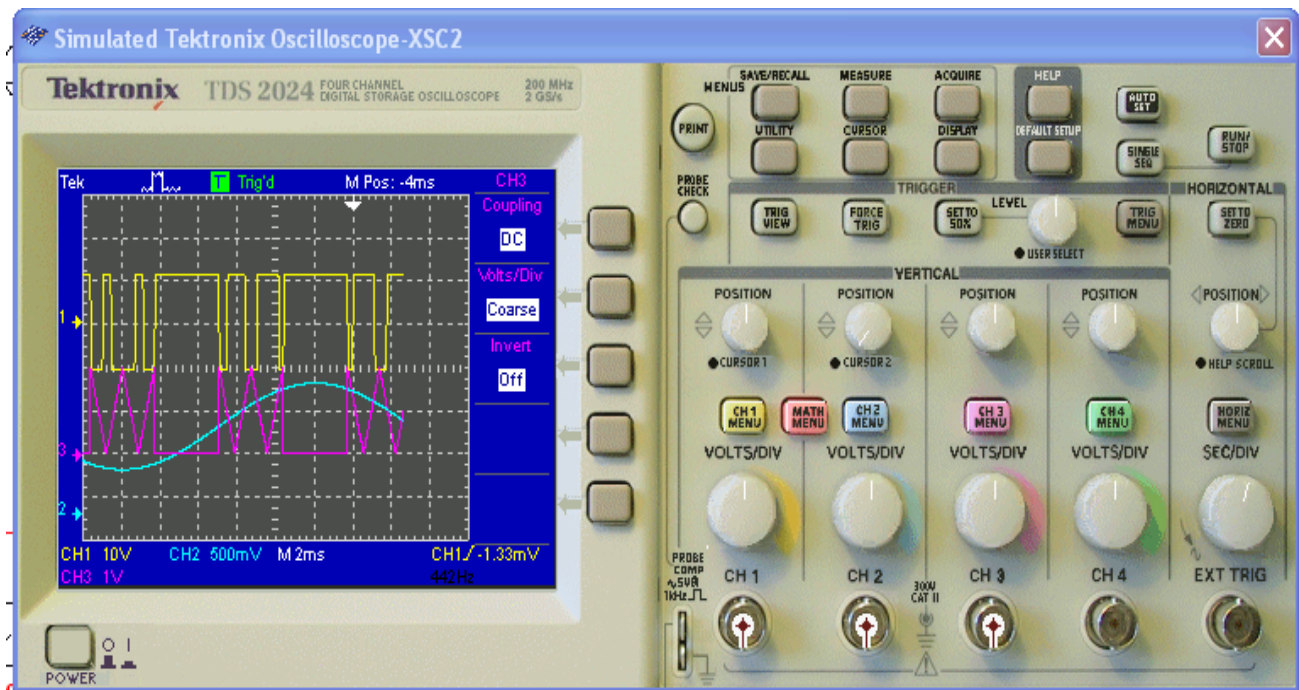 Simulated Tektronix Oscilloscope-XSC2
Tektronix TDS 2024 FOUR CHANNEL DIGITAL STORAGE OSCILLOSCOPE 200 MHz 2 GS/s
Tek T Trig'd M Pos: -4ms CH3
Coupling
DC
Volts/Div
Coarse
Invert
Off
1
3
2
CH1 10V CH2 500mV M 2ms CH1 -1.33mV
CH3 1V 442Hz
POWER
PRINT
PROBE CHECK
MENUS
SAVE/RECALL MEASURE ACQUIRE HELP
UTILITY CURSOR DISPLAY DEFAULT SETUP
AUTO SET
SINGLE SEQ
RUN/ STOP
TRIGGER
TRIG VIEW
FORCE TRIG
SET TO 50%
LEVEL
USER SELECT
TRIG MENU
HORIZONTAL
SET TO ZERO
VERTICAL
POSITION POSITION POSITION POSITION POSITION
CURSOR 1 CURSOR 2 HELP SCROLL
CH 1 MENU
MATH MENU
CH 2 MENU
CH 3 MENU
CH4 MENU
HORIZ MENU
VOLTS/DIV VOLTS/DIV VOLTS/DIV VOLTS/DIV SEC/DIV
PROBE COMP
~5V@
1kHz
CH 1 CH 2 CH 3 CH 4 EXT TRIG
300V
CAT II